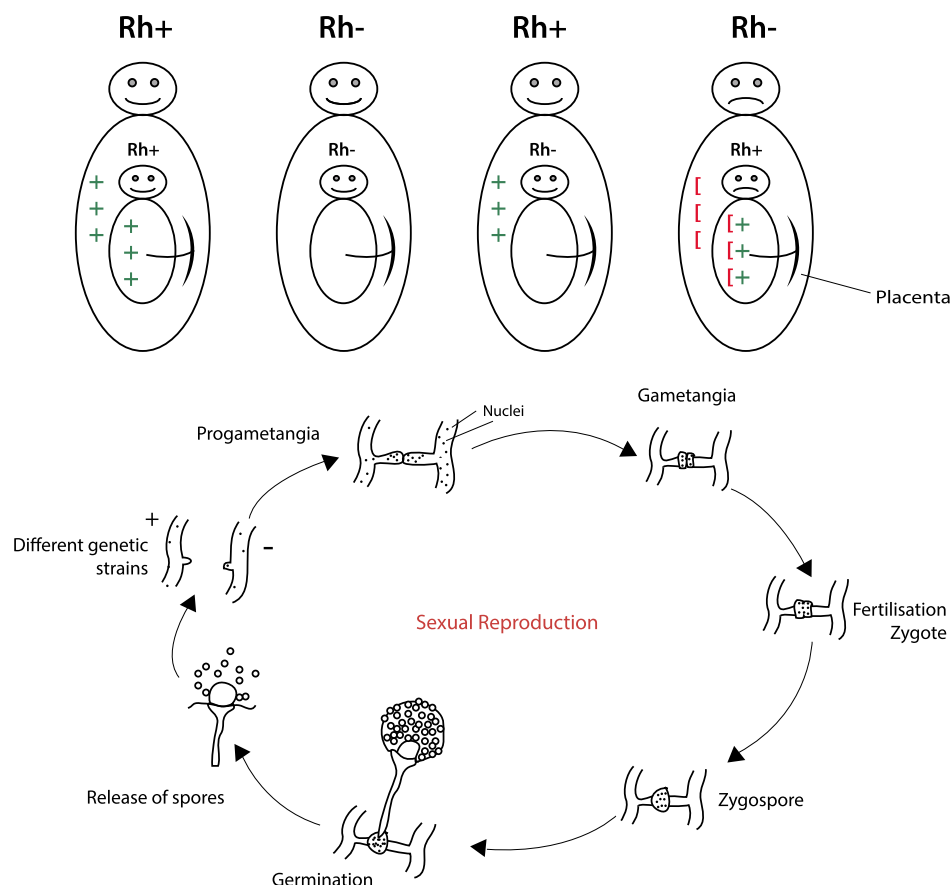 Rh+ Rh- Rh+ Rh-
Rh+ Rh- Rh- Rh+
+ + [
+ + [
+ + [
+ [+
+ [+
+ [+
Placenta
Gametangia
Nuclei
Progametangia
+
Different genetic
strains
-
Fertilisation
Zygote
Sexual Reproduction
Zygospore
Release of spores
Germination